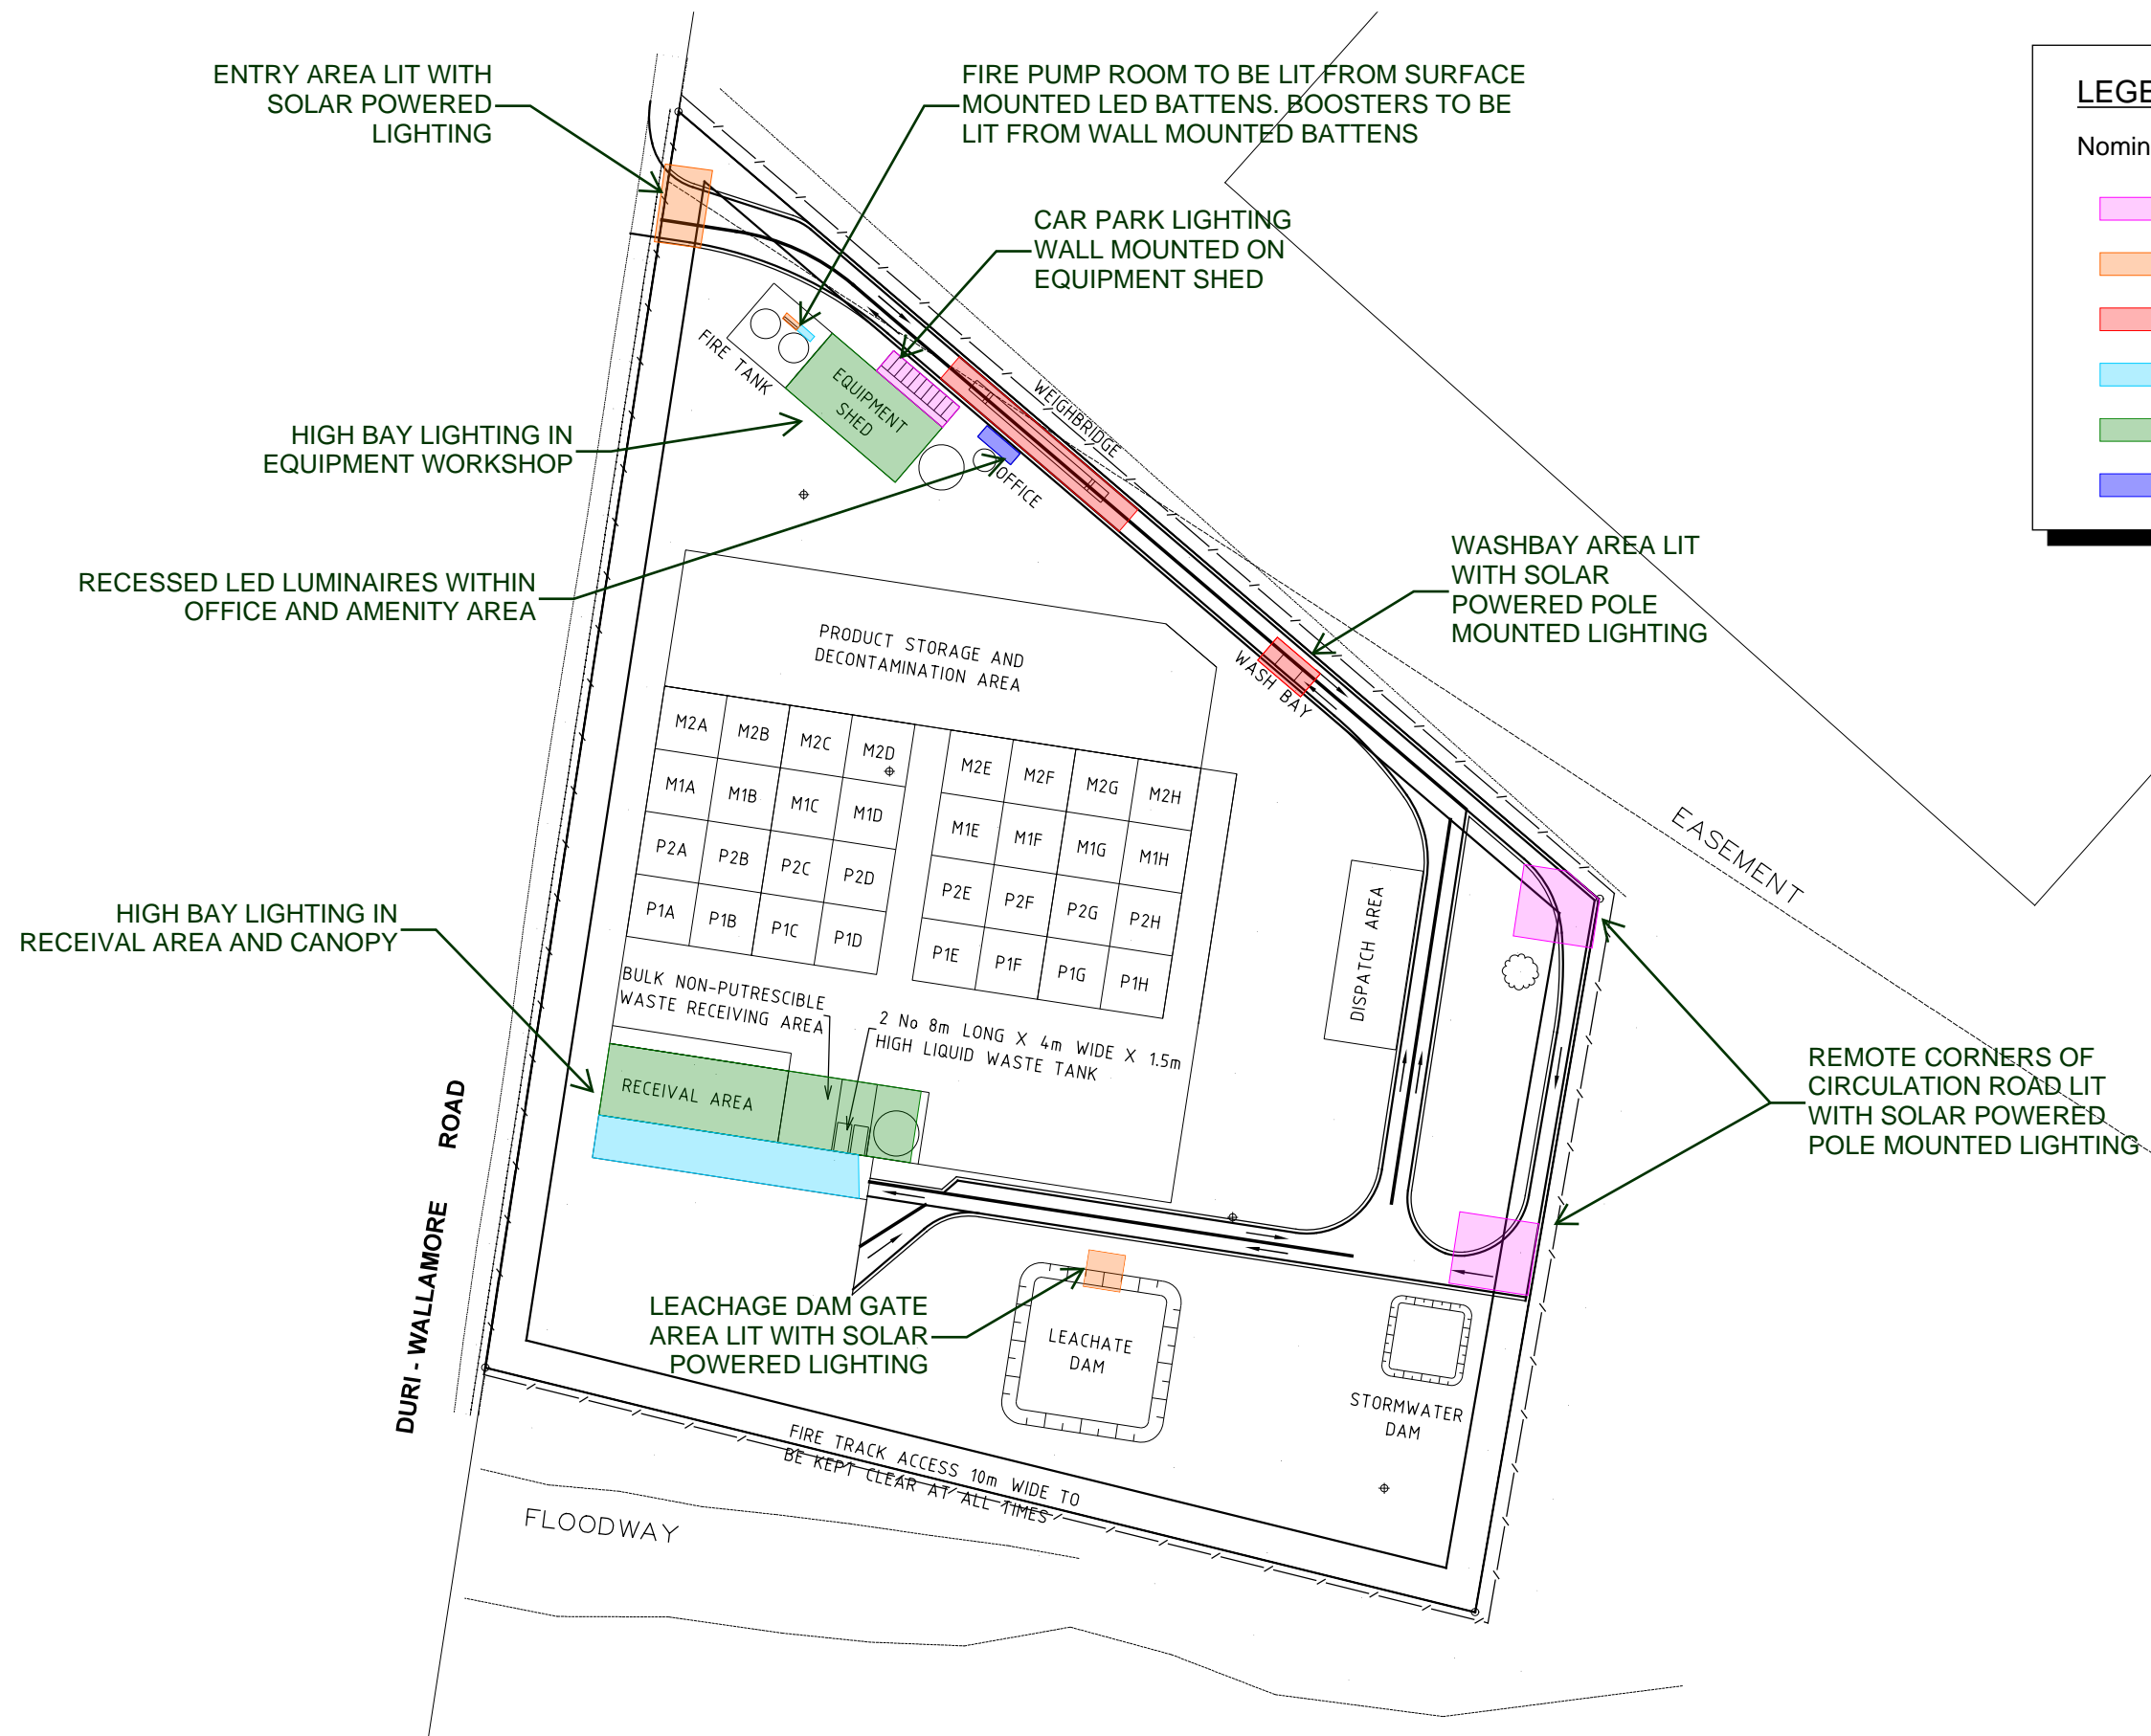 ENTRY AREA LIT WITH
SOLAR POWERED
LIGHTING
FIRE PUMP ROOM TO BE LIT FROM SURFACE
MOUNTED LED BATTENS. BOOSTERS TO BE
LIT FROM WALL MOUNTED BATTENS
LEGE
Nomin
CAR PARK LIGHTING
WALL MOUNTED ON
EQUIPMENT SHED
FIRE TANK
EQUIPMENT
SHED
WEIGHBRIDGE
OFFICE
HIGH BAY LIGHTING IN
EQUIPMENT WORKSHOP
RECESSED LED LUMINAIRES WITHIN
OFFICE AND AMENITY AREA
WASHBAY AREA LIT
WITH SOLAR
POWERED POLE
MOUNTED LIGHTING
WASH BAY
PRODUCT STORAGE AND
DECONTAMINATION AREA
M2A M2B M2C M2D M2E M2F M2G M2H
M1A M1B M1C M1D M1E M1F M1G M1H
P2A P2B P2C P2D P2E P2F P2G P2H
P1A P1B P1C P1D P1E P1F P1G P1H
EASEMENT
DISPATCH AREA
HIGH BAY LIGHTING IN
RECEIVAL AREA AND CANOPY
BULK NON-PUTRESCIBLE
WASTE RECEIVING AREA
2 No 8m LONG X 4m WIDE X 1.5m
HIGH LIQUID WASTE TANK
RECEIVAL AREA
REMOTE CORNERS OF
CIRCULATION ROAD LIT
WITH SOLAR POWERED
POLE MOUNTED LIGHTING
DURI - WALLAMORE ROAD
LEACHAGE DAM GATE
AREA LIT WITH SOLAR
POWERED LIGHTING
LEACHATE
DAM
STORMWATER
DAM
FIRE TRACK ACCESS 10m WIDE TO
BE KEPT CLEAR AT ALL TIMES
FLOODWAY